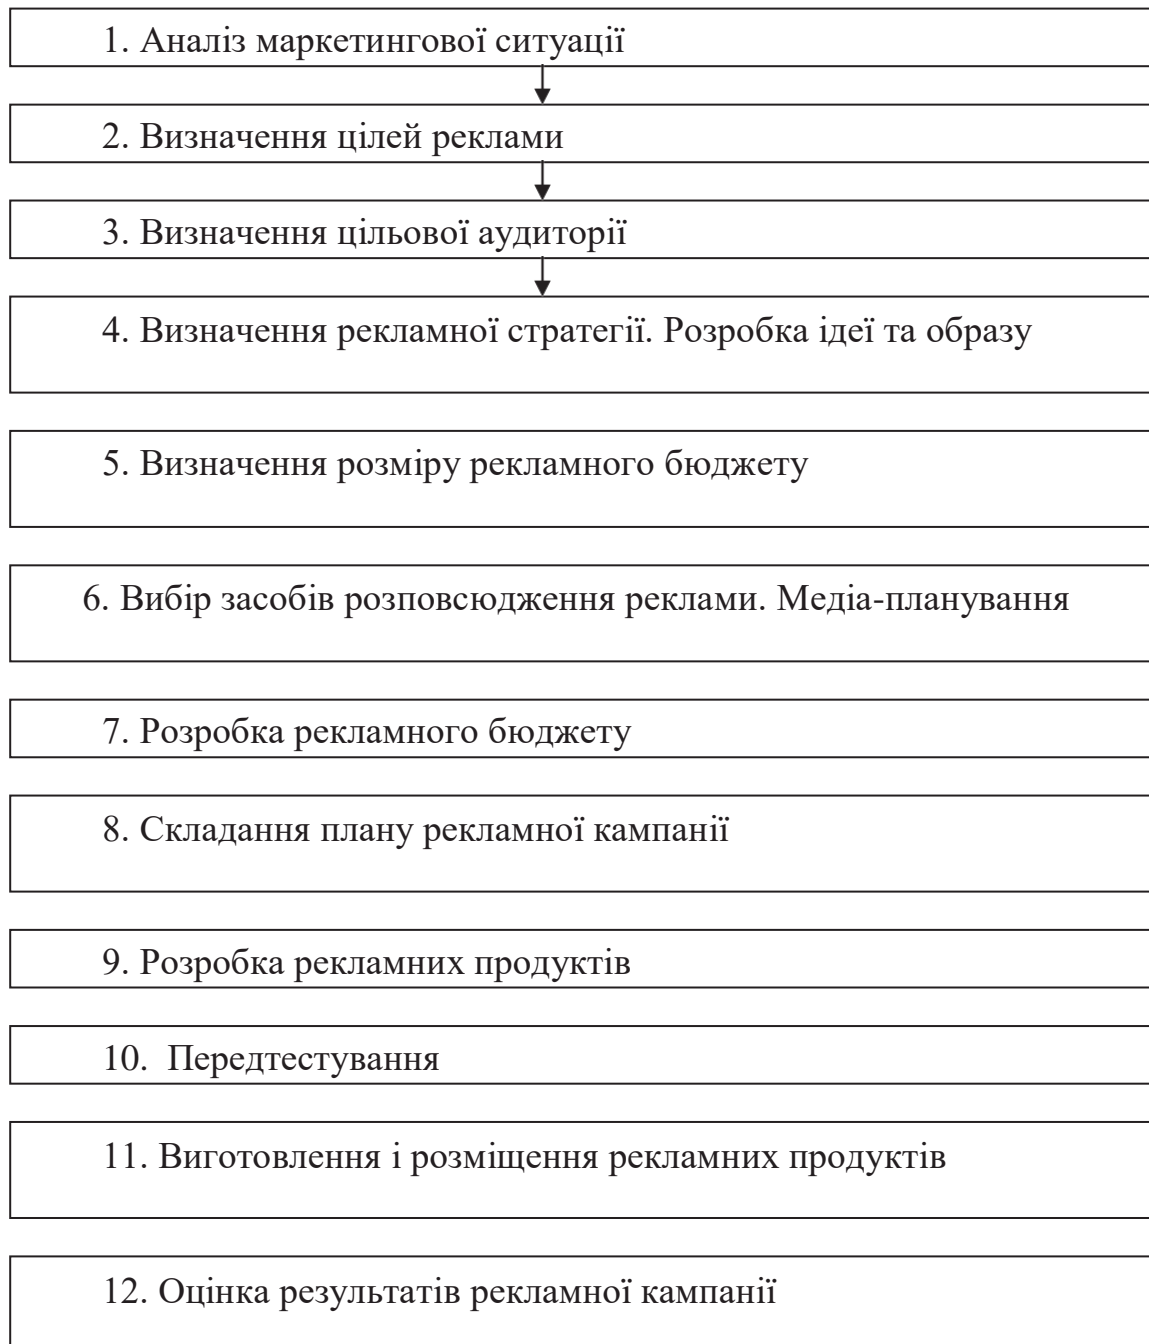 1. Аналіз маркетингової ситуації
2. Визначення цілей реклами
3. Визначення цільової аудиторії
4. Визначення рекламної стратегії. Розробка ідеї та образу
5. Визначення розміру рекламного бюджету
6. Вибір засобів розповсюдження реклами. Медіа-планування
7. Розробка рекламного бюджету
8. Складання плану рекламної кампанії
9. Розробка рекламних продуктів
10. Передтестування
11. Виготовлення і розміщення рекламних продуктів
12. Оцінка результатів рекламної кампанії